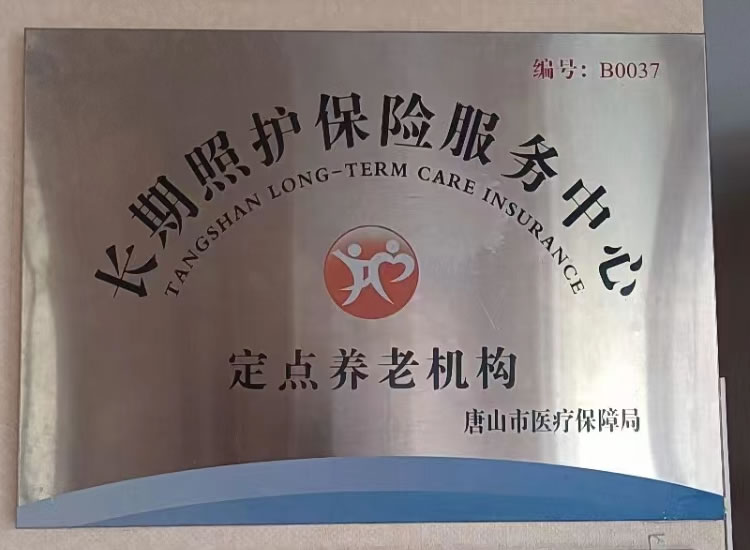 编号：B0037
长期照护保险服务中心
TANGSHAN LONG-TERM CARE INSURANCE
定点养老机构
唐山市医疗保障局